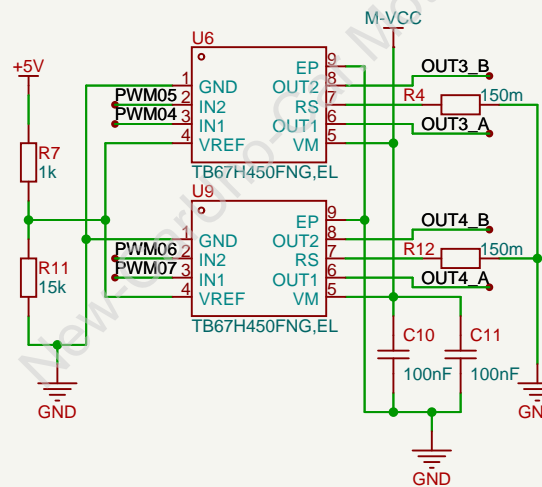 M-VCC
U6
+5V
EP 9
OUT3_B
1 GND
OUT2 8
PWM05 2 IN2
RS 7
R4
150m
PWM04 3 IN1
OUT1 6
OUT3_A
4 VREF
VM 5
R7
1k
TB67H450FNG,EL
U9
EP 9
OUT4_B
1 GND
OUT2 8
PWM06 2 IN2
RS 7
R12
150m
R11
15k
PWM07 3 IN1
OUT1 6
OUT4_A
4 VREF
VM 5
TB67H450FNG,EL
C10
C11
100nF
100nF
GND
GN
GND